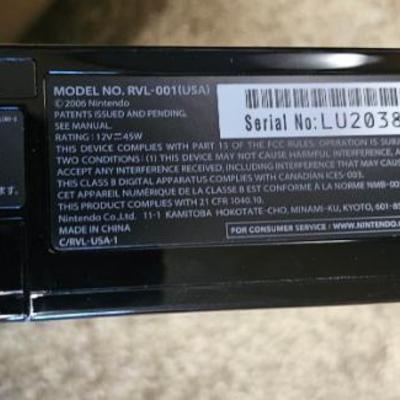 MODEL NO. RVL-001(USA)
© 2006 Nintendo
PATENTS ISSUED AND PENDING.
SEE MANUAL.
RATING : 12V⎓45W
Serial No: LU2038
THIS DEVICE COMPLIES WITH PART 15 OF THE FCC RULES. OPERATION IS SUB
TWO CONDITIONS : (1) THIS DEVICE MAY NOT CAUSE HARMFUL INTERFERENCE, A
ACCEPT ANY INTERFERENCE RECEIVED, INCLUDING INTERFERENCE THAT MAY
THIS CLASS B DIGITAL APPARATUS COMPLIES WITH CANADIAN ICES-003.
CET APPAREIL NUMÉRIQUE DE LA CLASSE B EST CONFORME À LA NORME NMB-00
COMPLIES WITH 21 CFR 1040.10.
Nintendo Co.,Ltd. 11-1 KAMITOBA HOKOTATE-CHO, MINAMI-KU, KYOTO, 601-85
MADE IN CHINA
C/RVL-USA-1
FOR CONSUMER SERVICE : WWW.NINTENDO.
ます。